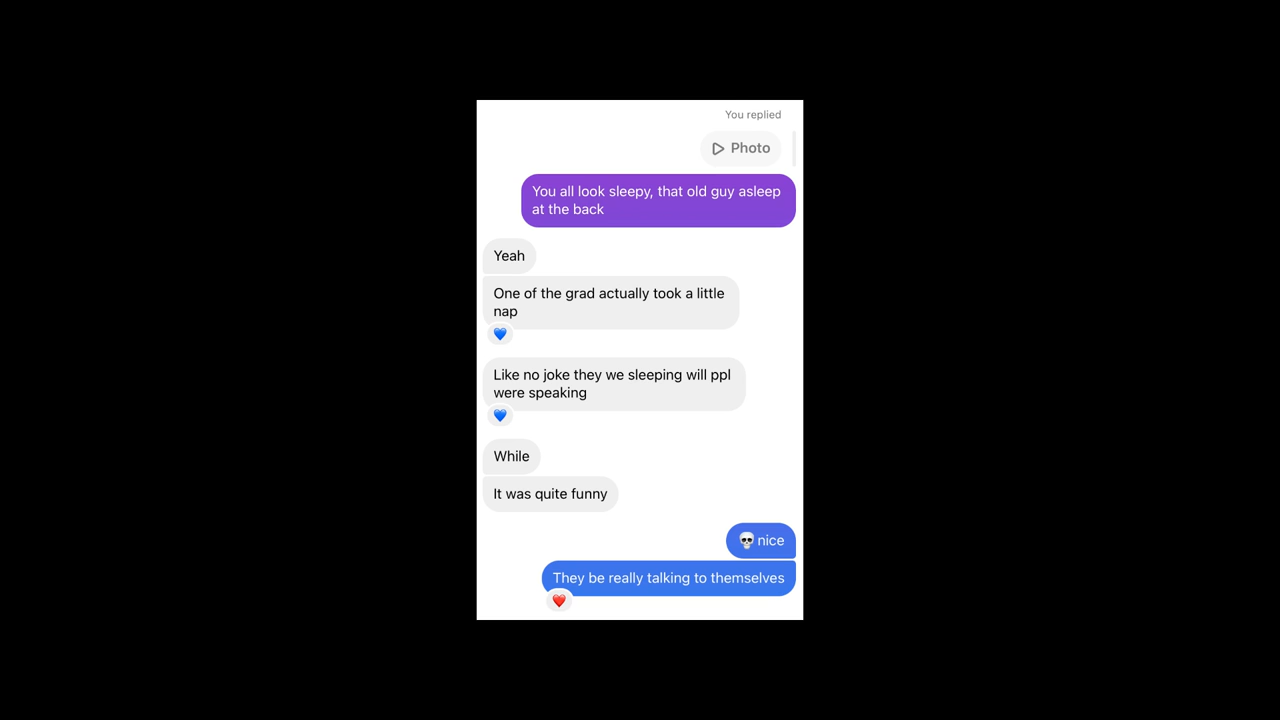 You replied
Photo
You all look sleepy, that old guy asleep
at the back
Yeah
One of the grad actually took a little
nap
Like no joke they we sleeping will ppl
were speaking
While
It was quite funny
💀 nice
They be really talking to themselves